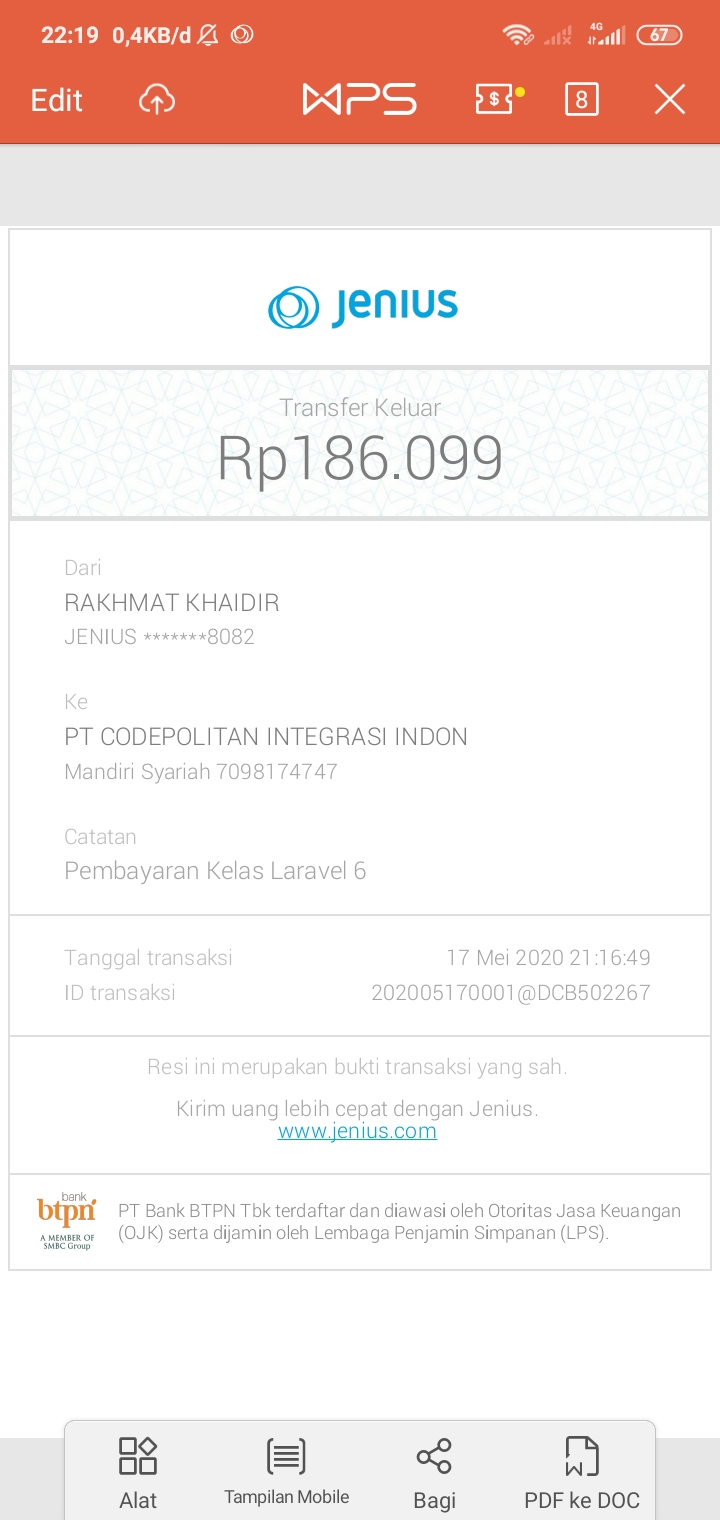 22:19 0,4KB/d 4G 67
Edit WPS $ 8
jenius
Transfer Keluar
Rp186.099
Dari
RAKHMAT KHAIDIR
JENIUS *******8082
Ke
PT CODEPOLITAN INTEGRASI INDON
Mandiri Syariah 7098174747
Catatan
Pembayaran Kelas Laravel 6
Tanggal transaksi 17 Mei 2020 21:16:49
ID transaksi 202005170001@DCB502267
Resi ini merupakan bukti transaksi yang sah.
Kirim uang lebih cepat dengan Jenius.
www.jenius.com
bank
btpn
A MEMBER OF
SMBC Group
PT Bank BTPN Tbk terdaftar dan diawasi oleh Otoritas Jasa Keuangan
(OJK) serta dijamin oleh Lembaga Penjamin Simpanan (LPS).
Alat Tampilan Mobile Bagi PDF ke DOC